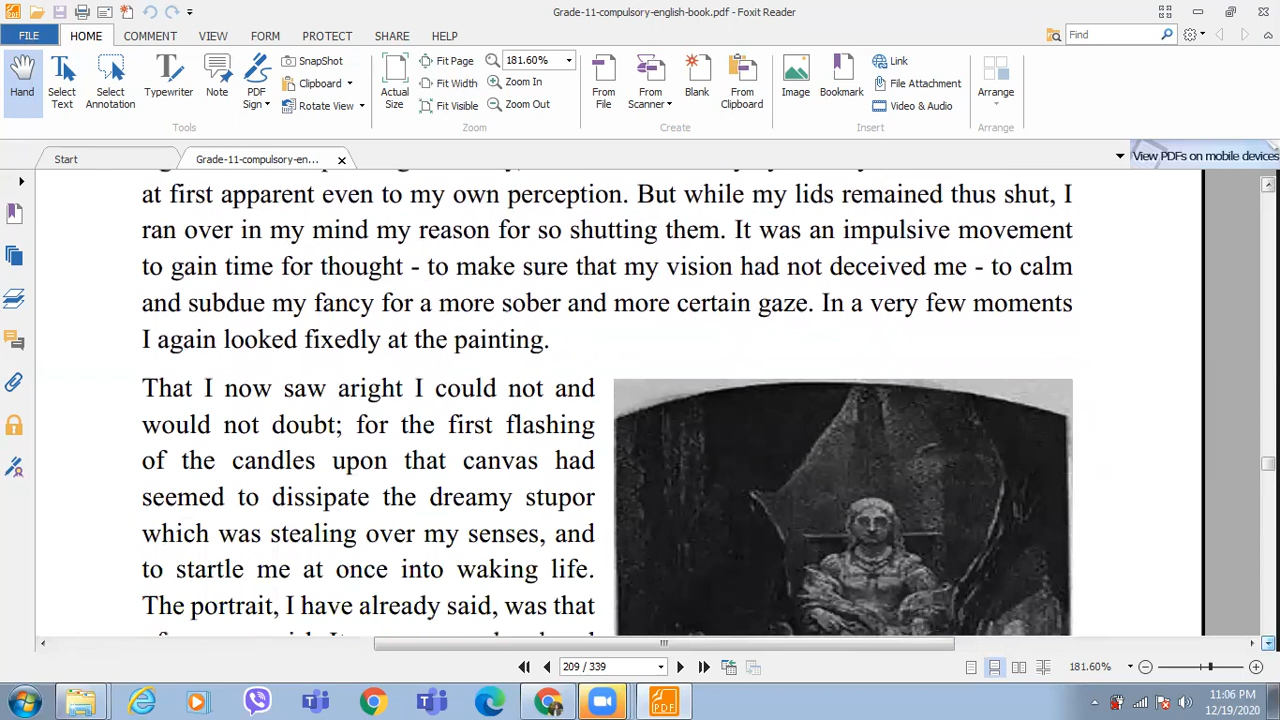 Grade-11-compulsory-english-book.pdf - Foxit Reader
FILE HOME COMMENT VIEW FORM PROTECT SHARE HELP Find
Hand
Select Text
Select Annotation
Typewriter
Note
PDF Sign
SnapShot
Clipboard
Rotate View
Tools
Actual Size
Fit Page
Fit Width
Fit Visible
181.60%
Zoom In
Zoom Out
Zoom
From File
From Scanner
Blank
From Clipboard
Create
Image
Bookmark
Link
File Attachment
Video & Audio
Insert
Arrange
Arrange
Start
Grade-11-compulsory-en...
View PDFs on mobile devices
at first apparent even to my own perception. But while my lids remained thus shut, I
ran over in my mind my reason for so shutting them. It was an impulsive movement
to gain time for thought - to make sure that my vision had not deceived me - to calm
and subdue my fancy for a more sober and more certain gaze. In a very few moments
I again looked fixedly at the painting.
That I now saw aright I could not and
would not doubt; for the first flashing
of the candles upon that canvas had
seemed to dissipate the dreamy stupor
which was stealing over my senses, and
to startle me at once into waking life.
The portrait, I have already said, was that
209 / 339
181.60%
PDF
11:06 PM
12/19/2020